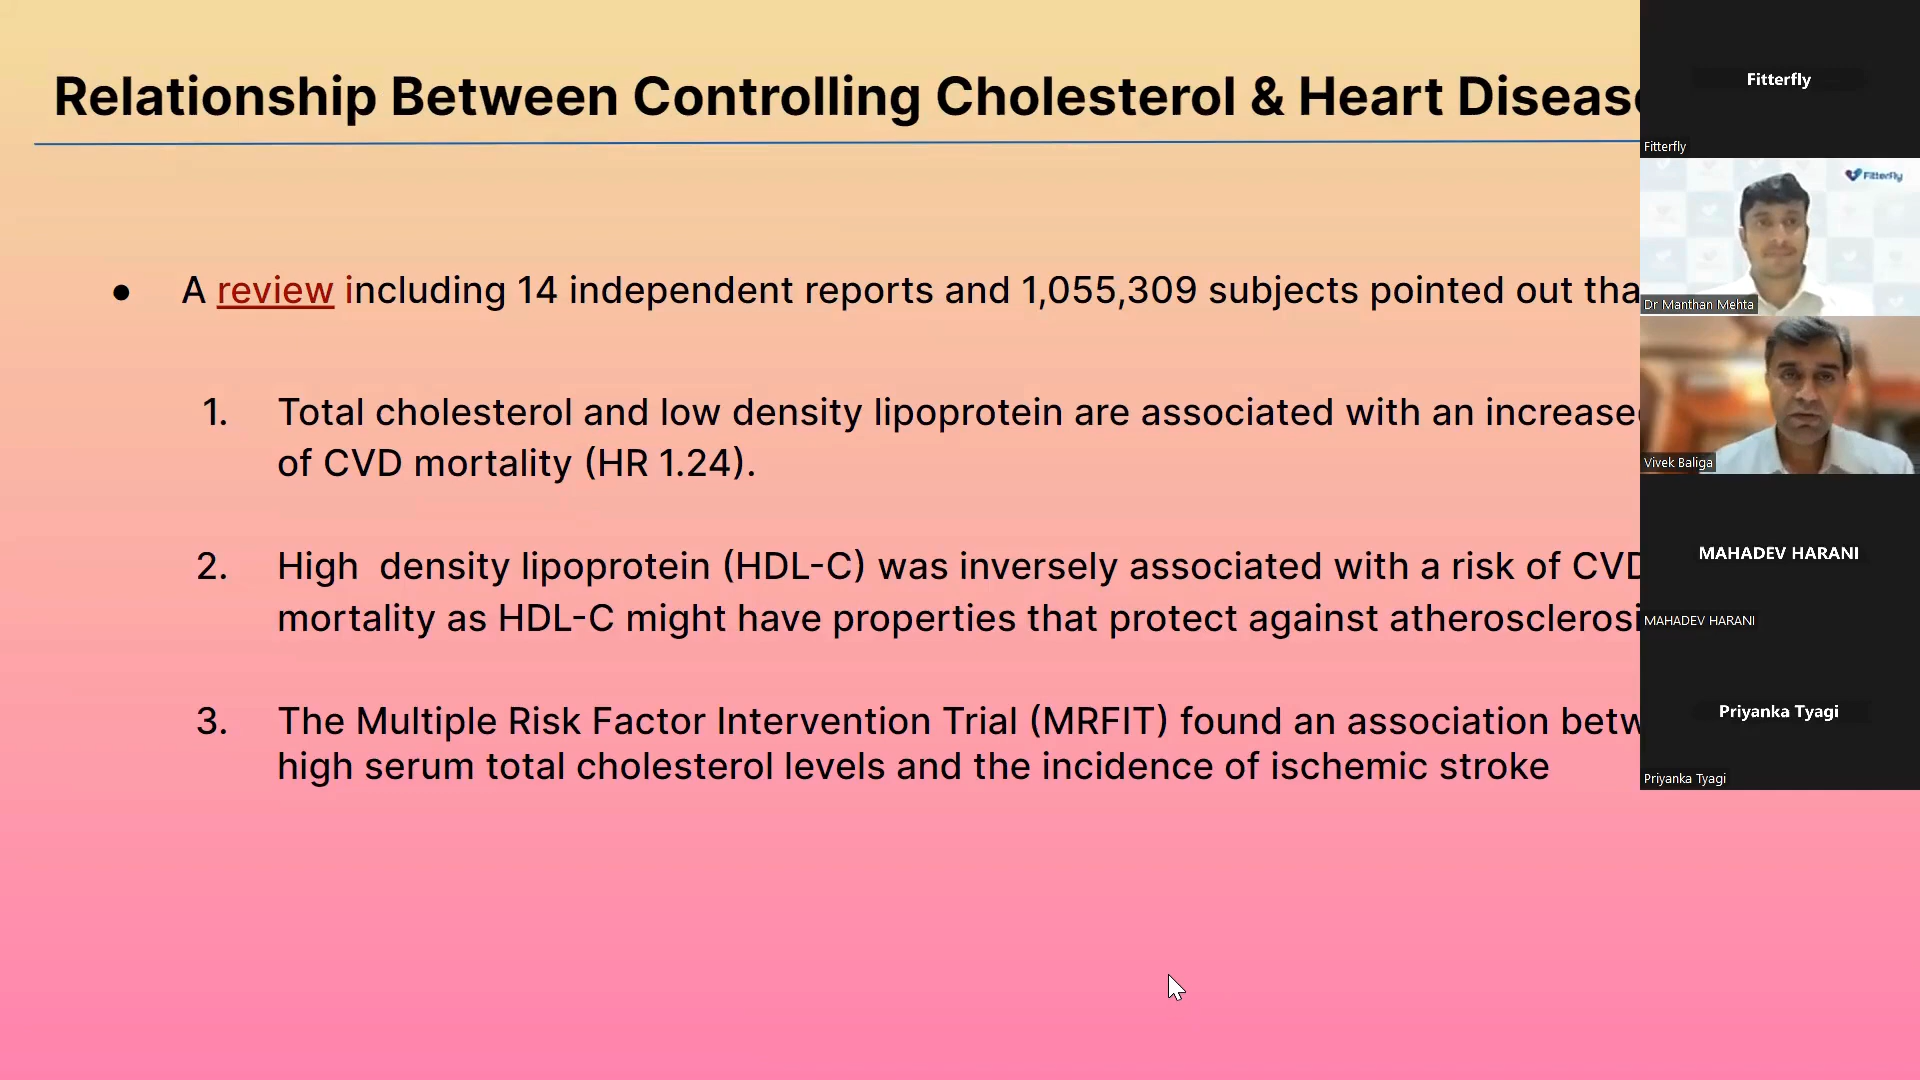 Relationship Between Controlling Cholesterol & Heart Disease
● A review including 14 independent reports and 1,055,309 subjects pointed out tha
1. Total cholesterol and low density lipoprotein are associated with an increased
of CVD mortality (HR 1.24).
2. High density lipoprotein (HDL-C) was inversely associated with a risk of CVD
mortality as HDL-C might have properties that protect against atherosclerosi
3. The Multiple Risk Factor Intervention Trial (MRFIT) found an association betw
high serum total cholesterol levels and the incidence of ischemic stroke
Fitterfly
Fitterfly
Fitterfly
Dr Manthan Mehta
Vivek Baliga
MAHADEV HARANI
MAHADEV HARANI
Priyanka Tyagi
Priyanka Tyagi